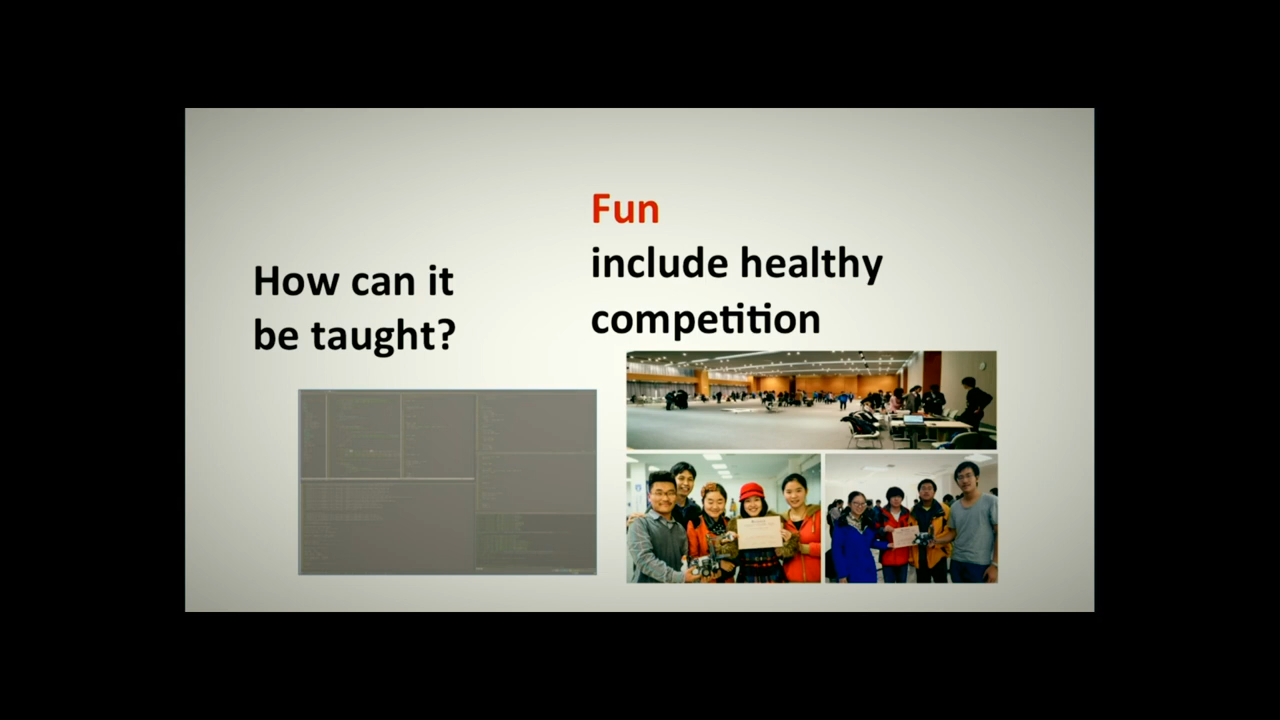 How can it
be taught?
Fun
include healthy
competition